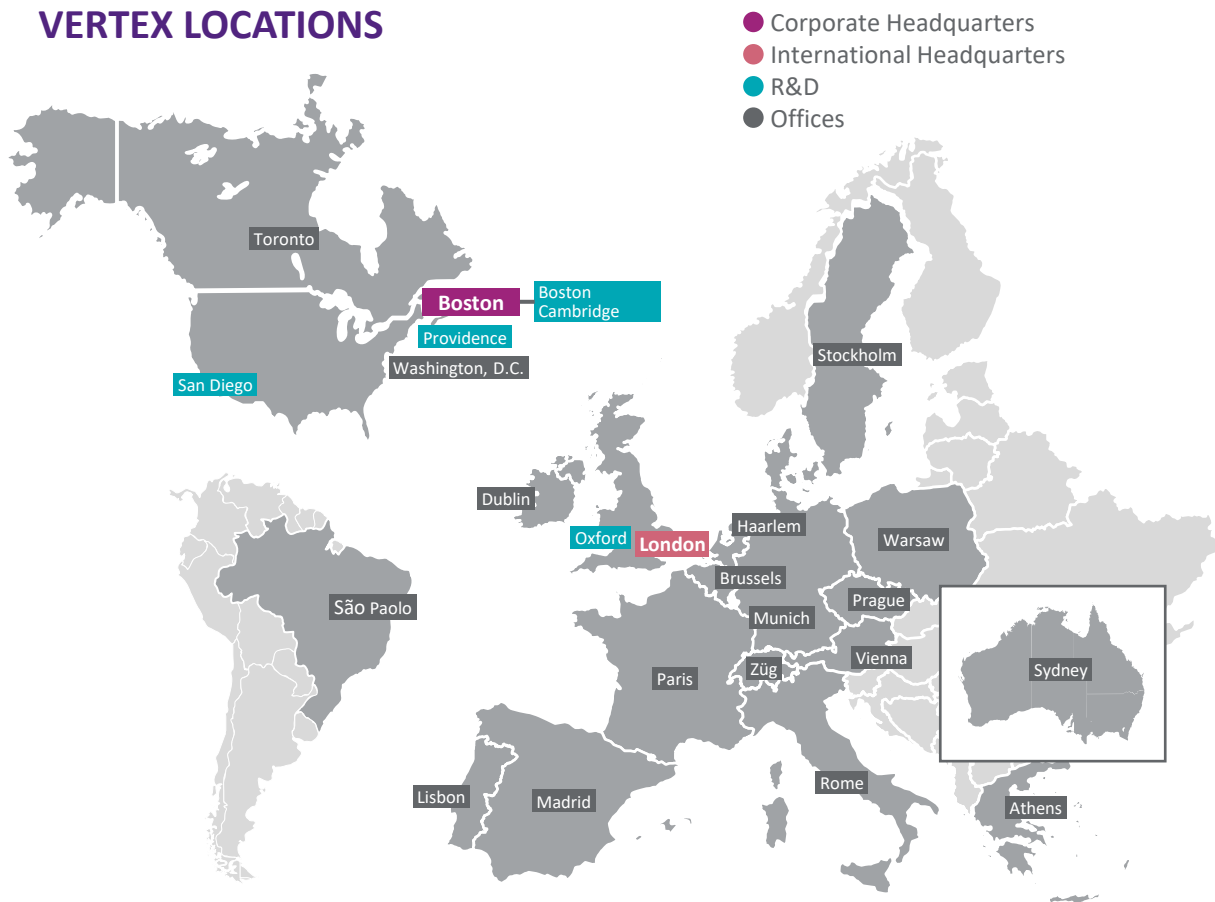 VERTEX LOCATIONS
Corporate Headquarters
International Headquarters
R&D
Offices
Toronto
Boston
Boston
Cambridge
Providence
Washington, D.C.
San Diego
Stockholm
Dublin
Oxford
London
Haarlem
Warsaw
Brussels
Prague
Munich
São Paolo
Vienna
Züg
Paris
Sydney
Rome
Lisbon
Madrid
Athens